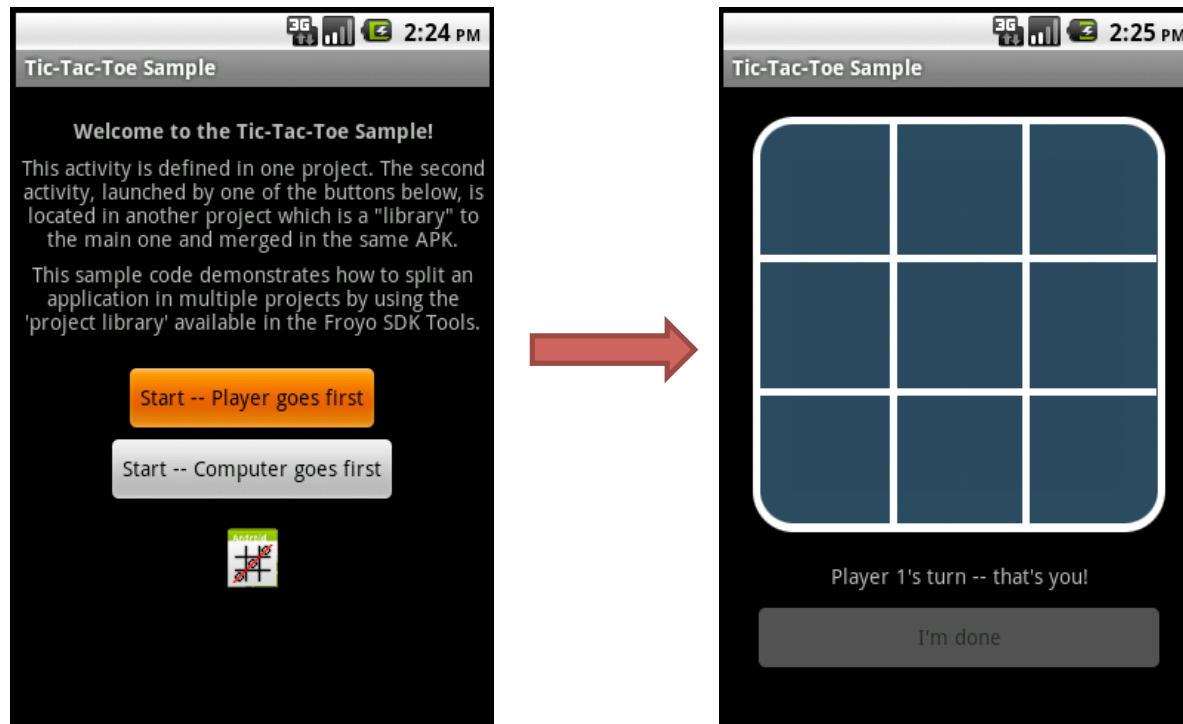 3G 2:24 PM
Tic-Tac-Toe Sample
Welcome to the Tic-Tac-Toe Sample!
This activity is defined in one project. The second
activity, launched by one of the buttons below, is
located in another project which is a "library" to
the main one and merged in the same APK.
This sample code demonstrates how to split an
application in multiple projects by using the
'project library' available in the Froyo SDK Tools.
Start -- Player goes first
Start -- Computer goes first
Android
3G 2:25 PM
Tic-Tac-Toe Sample
Player 1's turn -- that's you!
I'm done